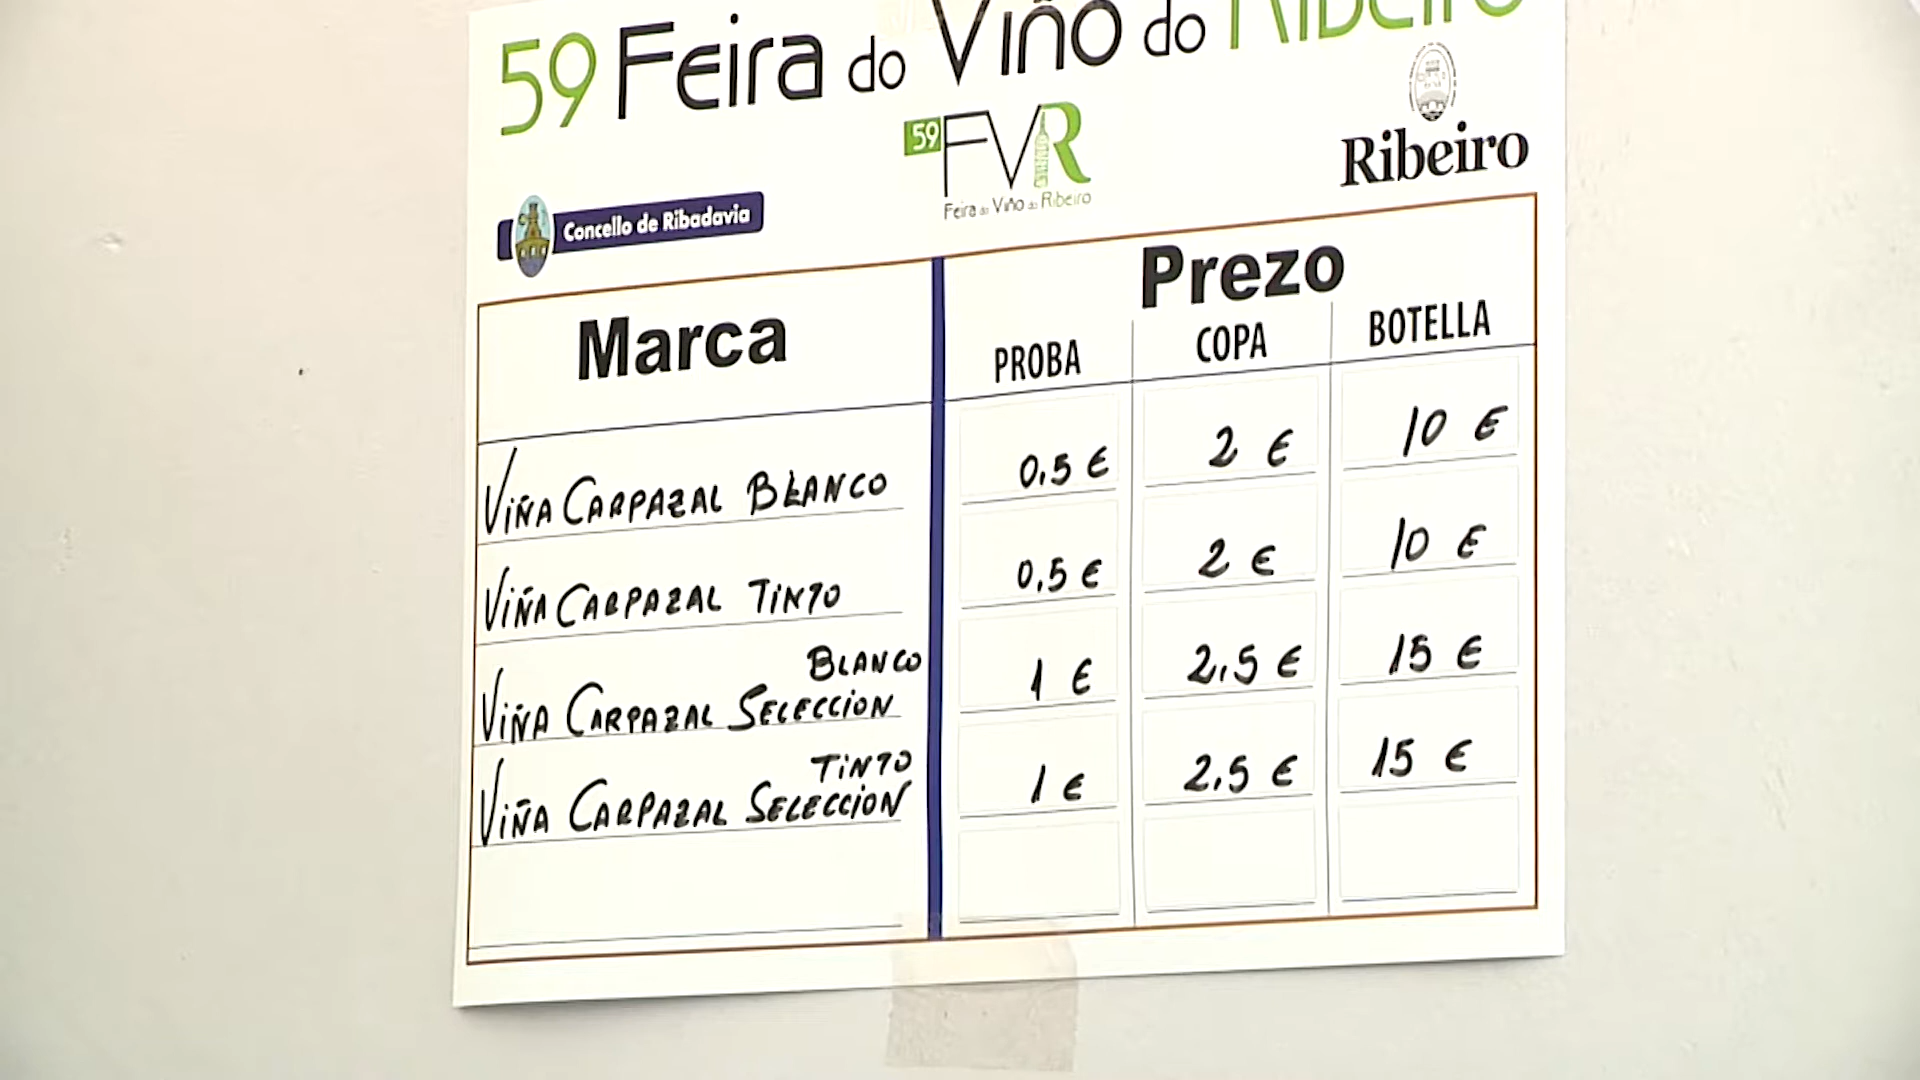 59 Feira do Viño do Ribeiro
59 FVR
Feira do Viño do Ribeiro
Ribeiro
Concello de Ribadavia
Marca
Prezo
PROBA COPA BOTELLA
VIÑA CARPAZAL BLANCO 0,5 € 2 € 10 €
VIÑA CARPAZAL TINTO 0,5 € 2 € 10 €
BLANCO
VIÑA CARPAZAL SELECCION 1 € 2,5 € 15 €
TINTO
VIÑA CARPAZAL SELECCIÓN 1 € 2,5 € 15 €